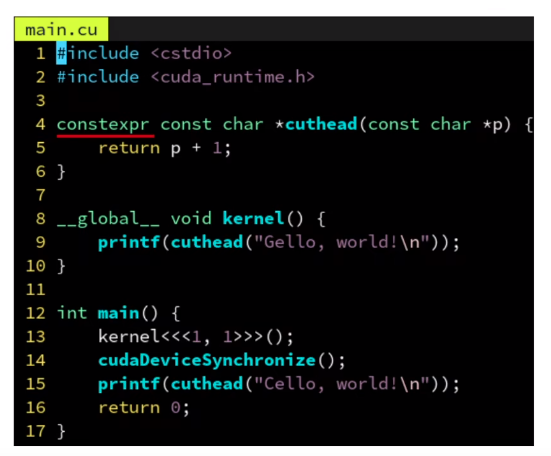 main.cu
1 #include <cstdio>
2 #include <cuda_runtime.h>
3
4 constexpr const char *cuthead(const char *p) {
5     return p + 1;
6 }
7
8 __global__ void kernel() {
9     printf(cuthead("Gello, world!\n"));
10 }
11
12 int main() {
13     kernel<<<1, 1>>>();
14     cudaDeviceSynchronize();
15     printf(cuthead("Cello, world!\n"));
16     return 0;
17 }